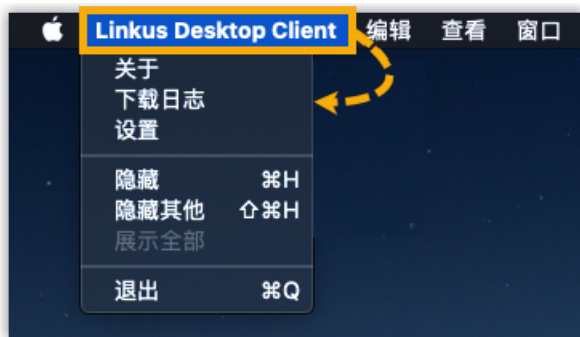 Linkus Desktop Client 编辑 查看 窗口
关于
下载日志
设置
隐藏 ⌘H
隐藏其他 ⇧⌘H
展示全部
退出 ⌘Q